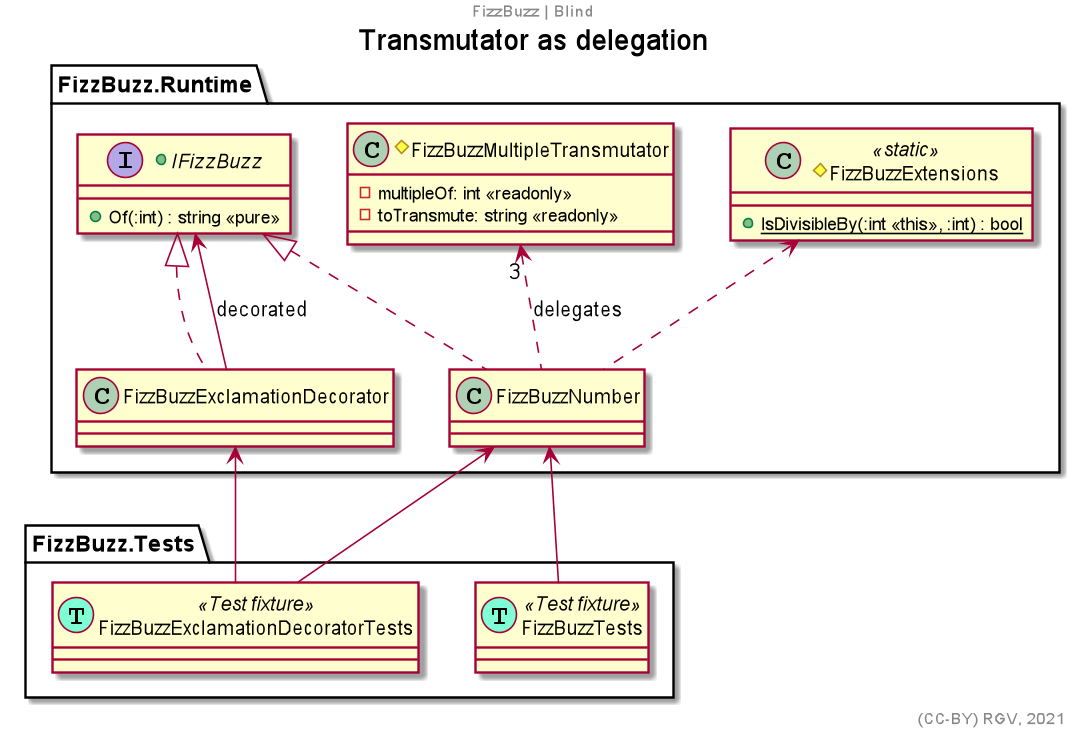 FizzBuzz | Blind
Transmutator as delegation
FizzBuzz.Runtime
I
IFizzBuzz
Of(:int) : string «pure»
C
FizzBuzzMultipleTransmutator
multipleOf: int «readonly»
toTransmute: string «readonly»
C
«static»
FizzBuzzExtensions
IsDivisibleBy(:int «this», :int) : bool
3
decorated
delegates
C
FizzBuzzExclamationDecorator
C
FizzBuzzNumber
FizzBuzz.Tests
T
«Test fixture»
FizzBuzzExclamationDecoratorTests
T
«Test fixture»
FizzBuzzTests
(CC-BY) RGV, 2021